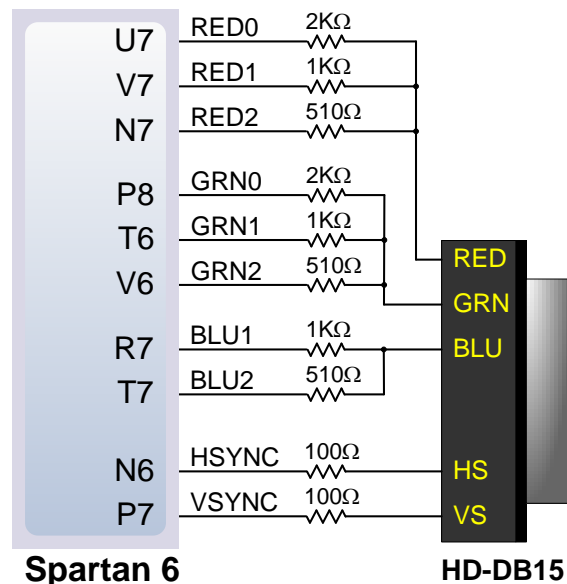 U7 RED0 2KΩ
V7 RED1 1KΩ
N7 RED2 510Ω
P8 GRN0 2KΩ
T6 GRN1 1KΩ
V6 GRN2 510Ω
RED
GRN
R7 BLU1 1KΩ BLU
T7 BLU2 510Ω
N6 HSYNC 100Ω HS
P7 VSYNC 100Ω VS
Spartan 6 HD-DB15